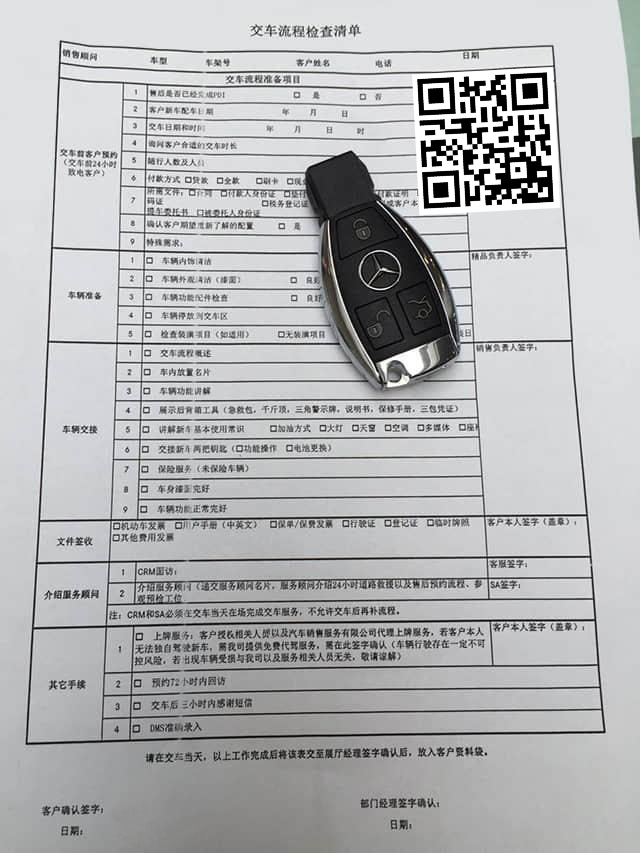 交车流程检查清单
销售顾问 车型 车架号 客户姓名 电话 日期
交车流程准备项目
交车前客户预约
(交车前24小时
致电客户)
1 售后是否已经完成PDI □ 是 □ 否
2 客户新车配车日期 年 月 日
3 交车日期和时间 年 月 日 时
4 询问客户合适的交车时长
5 随行人数及人员
6 付款方式 □贷款 □全款 □刷卡 □现金
7 所需文件: □合同 □付款人身份证
付款证明
码证 □税务登记证 或客户本
提车委托书 □被委托人身份证
8 确认客户期望重新了解的配置 □ 是
9 特殊需求:
车辆准备
1 □ 车辆内饰清洁
2 □ 车辆外观清洁(漆面) □ 良好
3 □ 车辆功能配件检查 □ 良好
4 □ 车辆停放到交车区
5 □ 检查装潢项目(如适用) □无装潢项目
精品负责人签字:
车辆交接
1 □ 交车流程概述
2 □ 车内放置名片
3 □ 车辆功能讲解
4 □ 展示后背箱工具(急救包, 千斤顶, 三角警示牌, 说明书, 保修手册, 三包凭证)
5 □ 讲解新车基本使用常识 □加油方式 □大灯 □天窗 □空调 □多媒体 □座椅
6 □ 交接新车两把钥匙(□功能操作 □电池更换)
7 □ 保险服务(未保险车辆)
8 □ 车身漆面完好
9 □ 车辆功能正常完好
销售负责人签字:
文件签收
□机动车发票 □用户手册(中英文) □保单/保费发票 □行驶证 □登记证 □临时牌照
□其他费用发票
客户本人签字(盖章):
介绍服务顾问
1 CRM面访: 客服签字:
2 介绍服务顾问(递交服务顾问名片, 服务顾问介绍24小时道路救援以及售后预约流程、参
观预检工位 SA签字:
注: CRM和SA必须在交车当天在场完成交车服务, 不允许交车后再补流程。
其它手续
1 □ 上牌服务: 客户授权相关人员以及汽车销售服务有限公司代理上牌服务, 若客户本人
无法独自驾驶新车, 需我司提供免费代驾服务, 需在此签字确认(车辆行驶存在一定不可
控风险, 若出现车辆受损与我司以及服务相关人员无关, 敬请谅解)
客户本人签字(盖章):
2 □ 预约72小时内回访
3 □ 交车后三小时内感谢短信
4 □ DMS准确录入
请在交车当天, 以上工作完成后将该表交至展厅经理签字确认后, 放入客户资料袋。
客户确认签字: 部门经理签字确认:
日期: 日期: